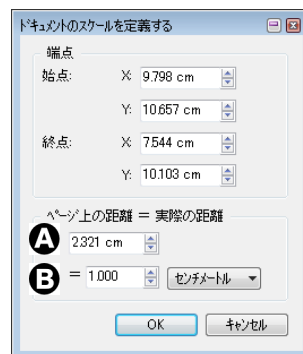 ドキュメントのスケールを定義する
端点
始点: X: 9.798 cm
Y: 10.657 cm
終点: X: 7.544 cm
Y: 10.103 cm
ページ上の距離 = 実際の距離
A 2.321 cm
B = 1.000 センチメートル
OK キャンセル